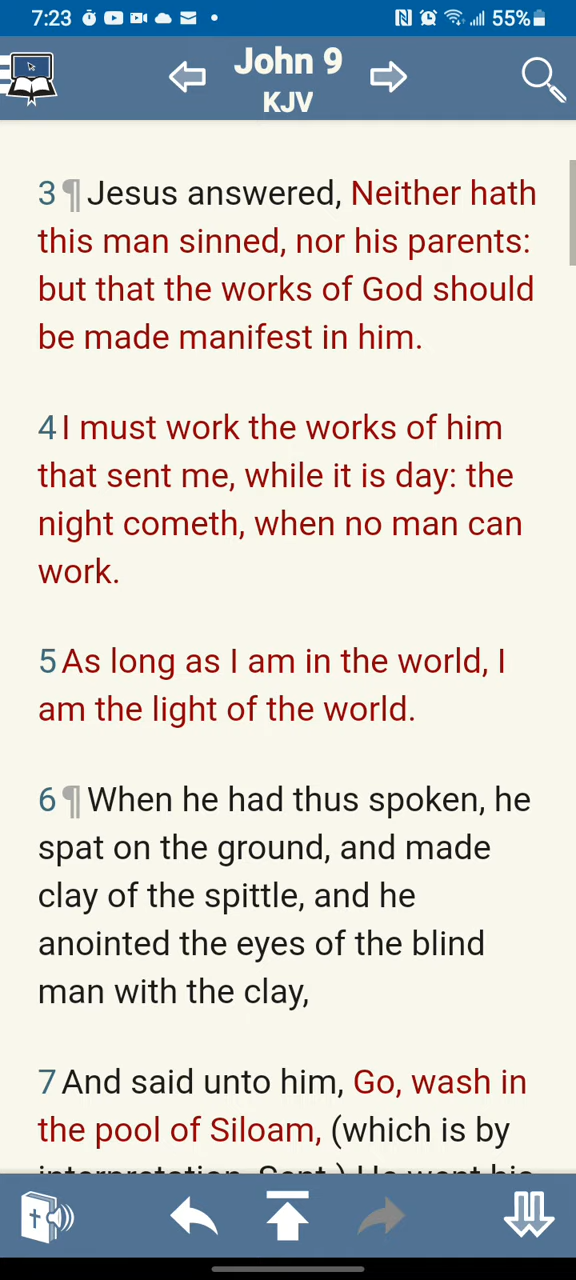 7:23
55%
John 9
KJV
3 ¶ Jesus answered, Neither hath
this man sinned, nor his parents:
but that the works of God should
be made manifest in him.
4 I must work the works of him
that sent me, while it is day: the
night cometh, when no man can
work.
5 As long as I am in the world, I
am the light of the world.
6 ¶ When he had thus spoken, he
spat on the ground, and made
clay of the spittle, and he
anointed the eyes of the blind
man with the clay,
7 And said unto him, Go, wash in
the pool of Siloam, (which is by
interpretation, Sent.) He went his